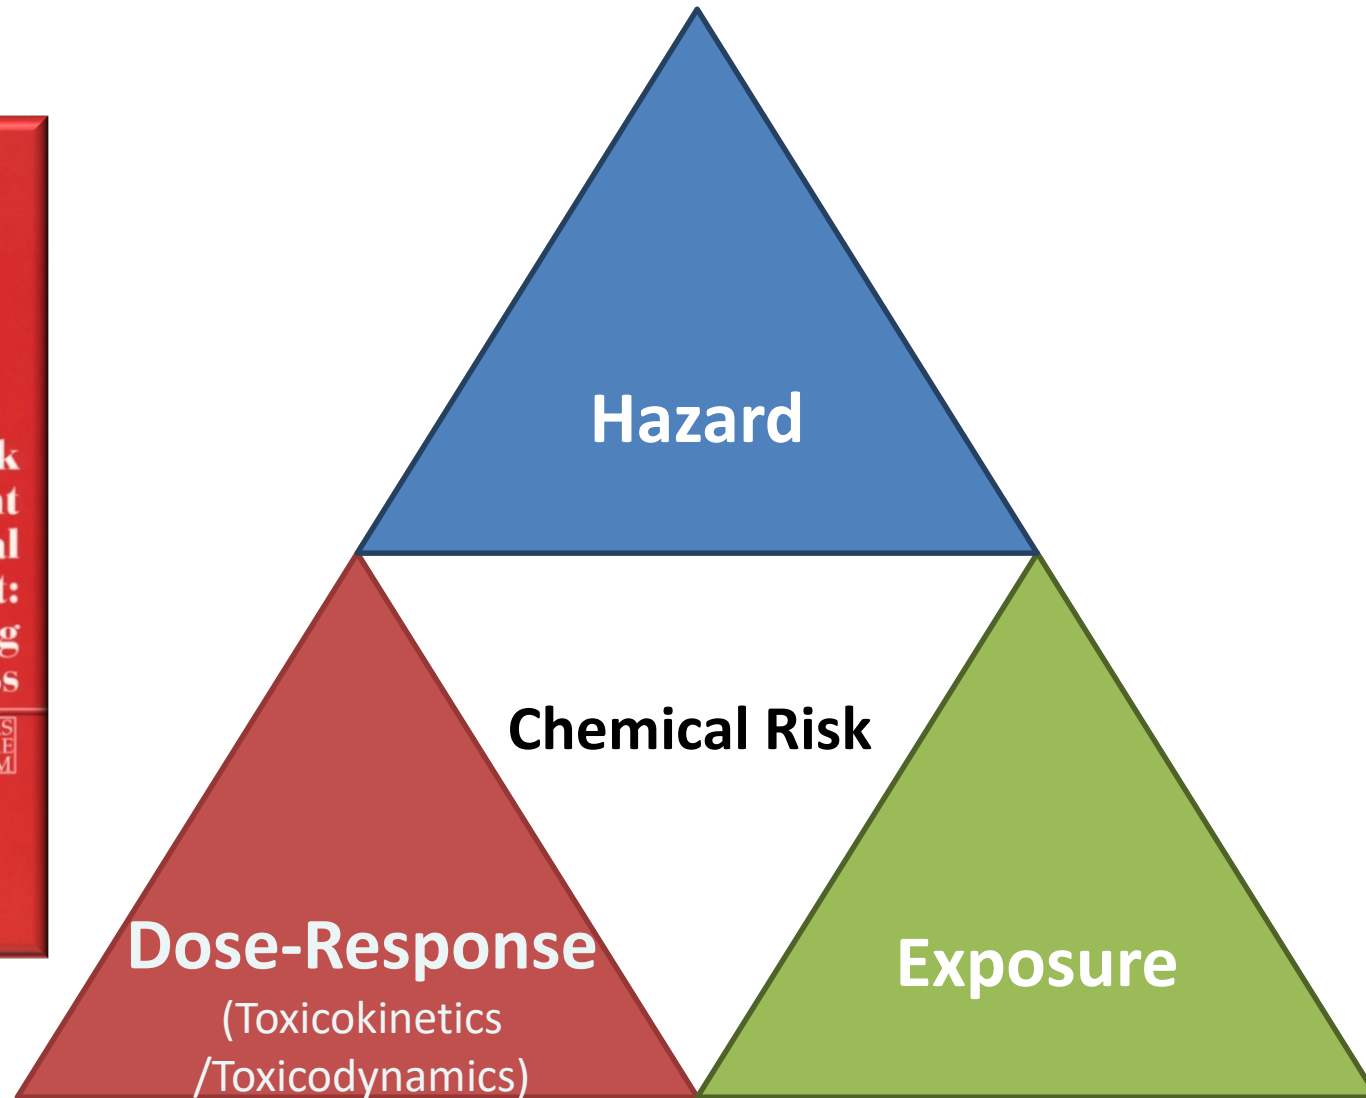 Hazard
Chemical Risk
Dose-Response
(Toxicokinetics
/Toxicodynamics)
Exposure